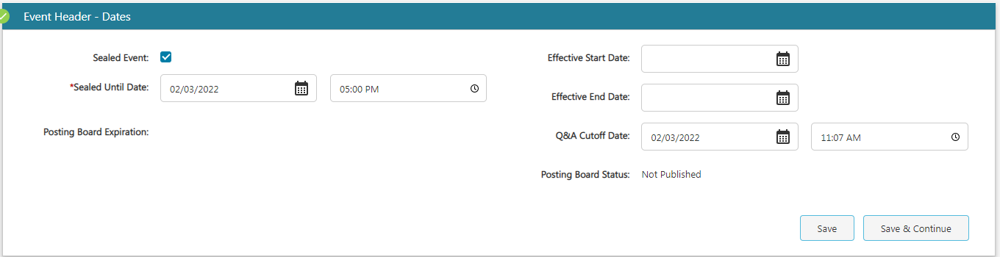 Event Header - Dates
Sealed Event:
*Sealed Until Date: 02/03/2022 05:00 PM
Posting Board Expiration:
Effective Start Date:
Effective End Date:
Q&A Cutoff Date: 02/03/2022 11:07 AM
Posting Board Status: Not Published
Save Save & Continue